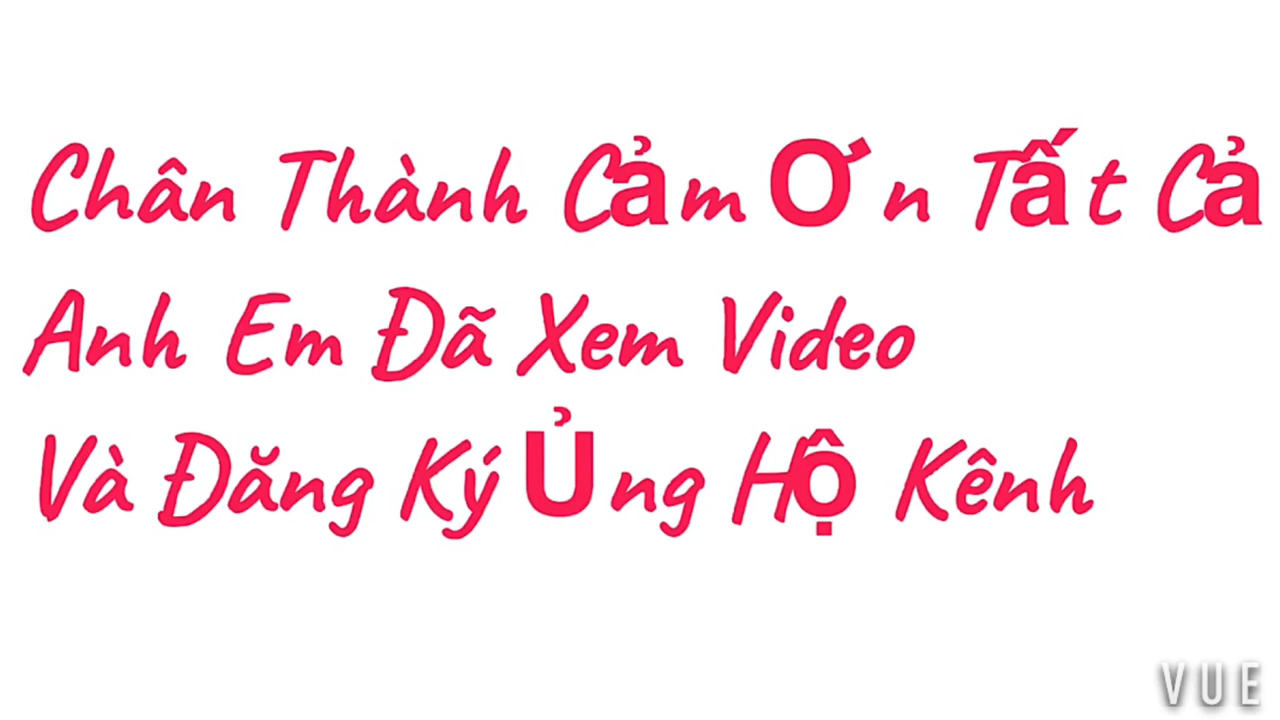 Chân Thành Cảm Ơn Tất Cả
Anh Em Đã Xem Video
Và Đăng Ký Ủng Hộ Kênh
VUE